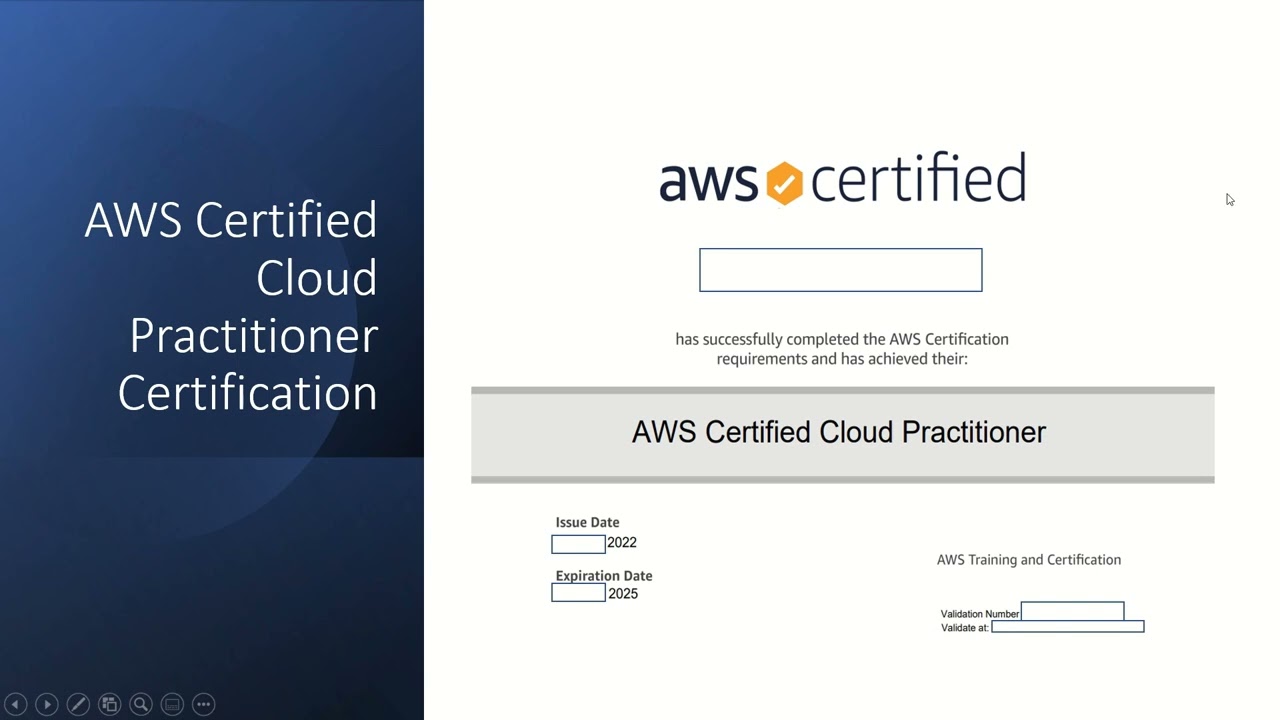 AWS Certified
Cloud
Practitioner
Certification
aws certified
has successfully completed the AWS Certification
requirements and has achieved their:
AWS Certified Cloud Practitioner
Issue Date
2022
Expiration Date
2025
AWS Training and Certification
Validation Number
Validate at: